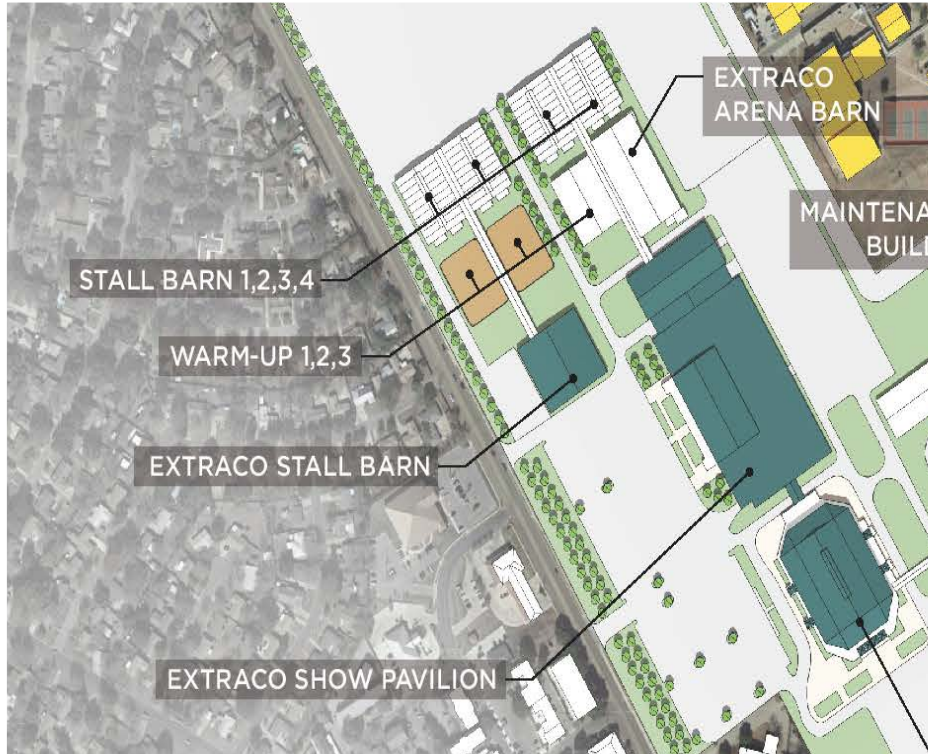 EXTRACO
ARENA BARN
MAINTENA
BUIL
STALL BARN 1,2,3,4
WARM-UP 1,2,3
EXTRACO STALL BARN
EXTRACO SHOW PAVILION